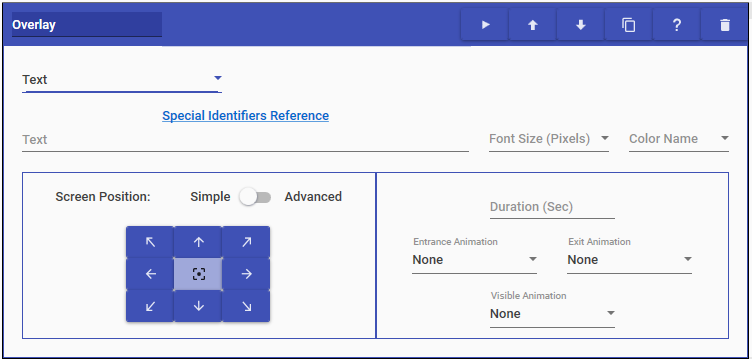 Overlay
?
Text
Special Identifiers Reference
Text Font Size (Pixels) Color Name
Screen Position: Simple Advanced
Duration (Sec)
Entrance Animation Exit Animation
None None
Visible Animation
None